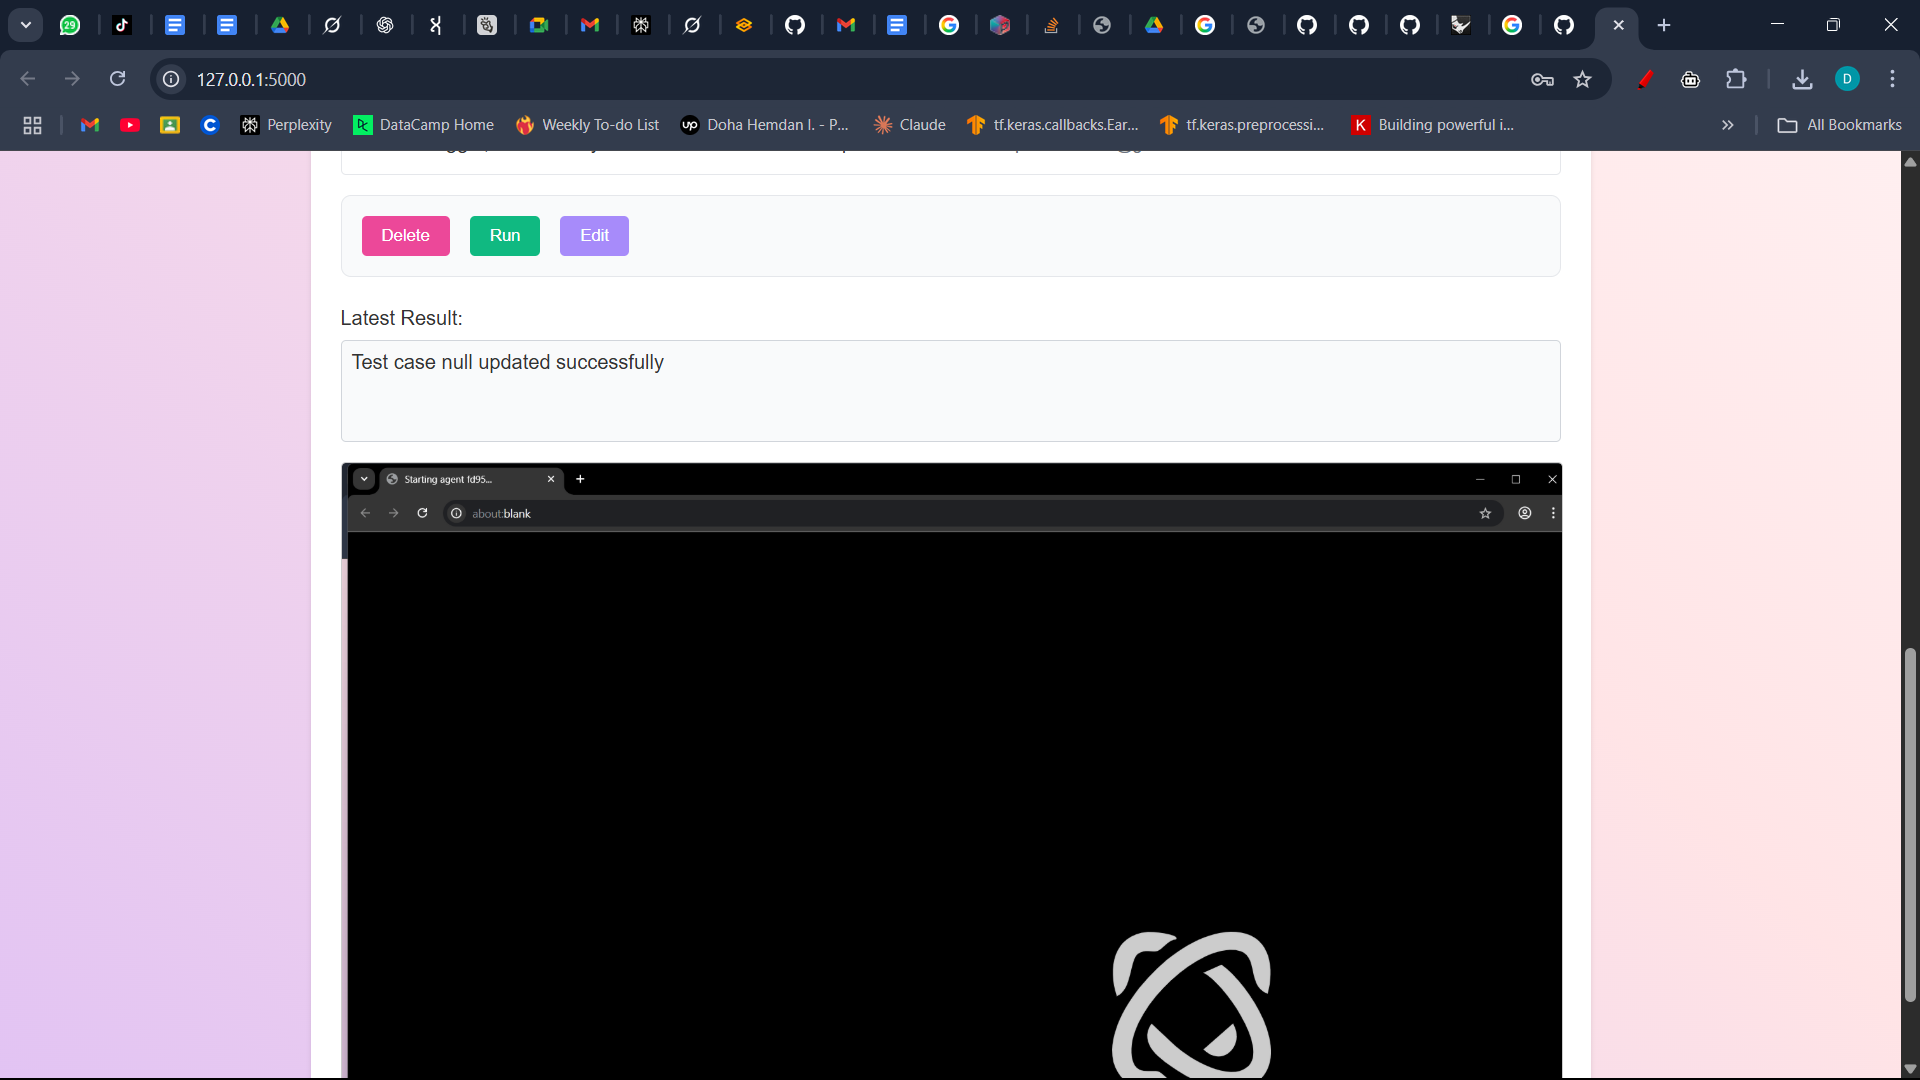 29
127.0.0.1:5000
D
Perplexity
DataCamp Home
Weekly To-do List
up Doha Hemdan I. - P...
Claude
tf.keras.callbacks.Ear...
tf.keras.preprocessi...
K Building powerful i...
All Bookmarks
Delete
Run
Edit
Latest Result:
Test case null updated successfully
Starting agent fd95...
about:blank